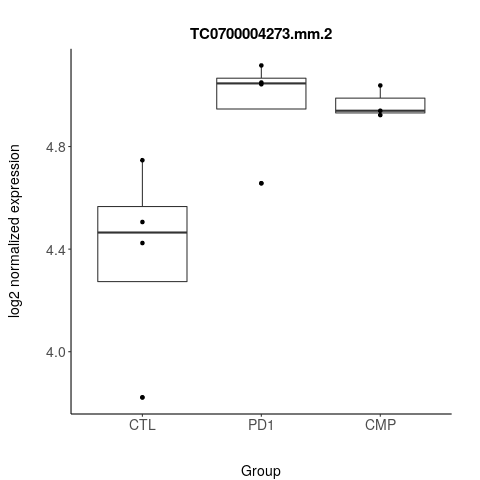 TC0700004273.mm.2
log2 normalized expression
4.8
4.4
4.0
CTL PD1 CMP
Group